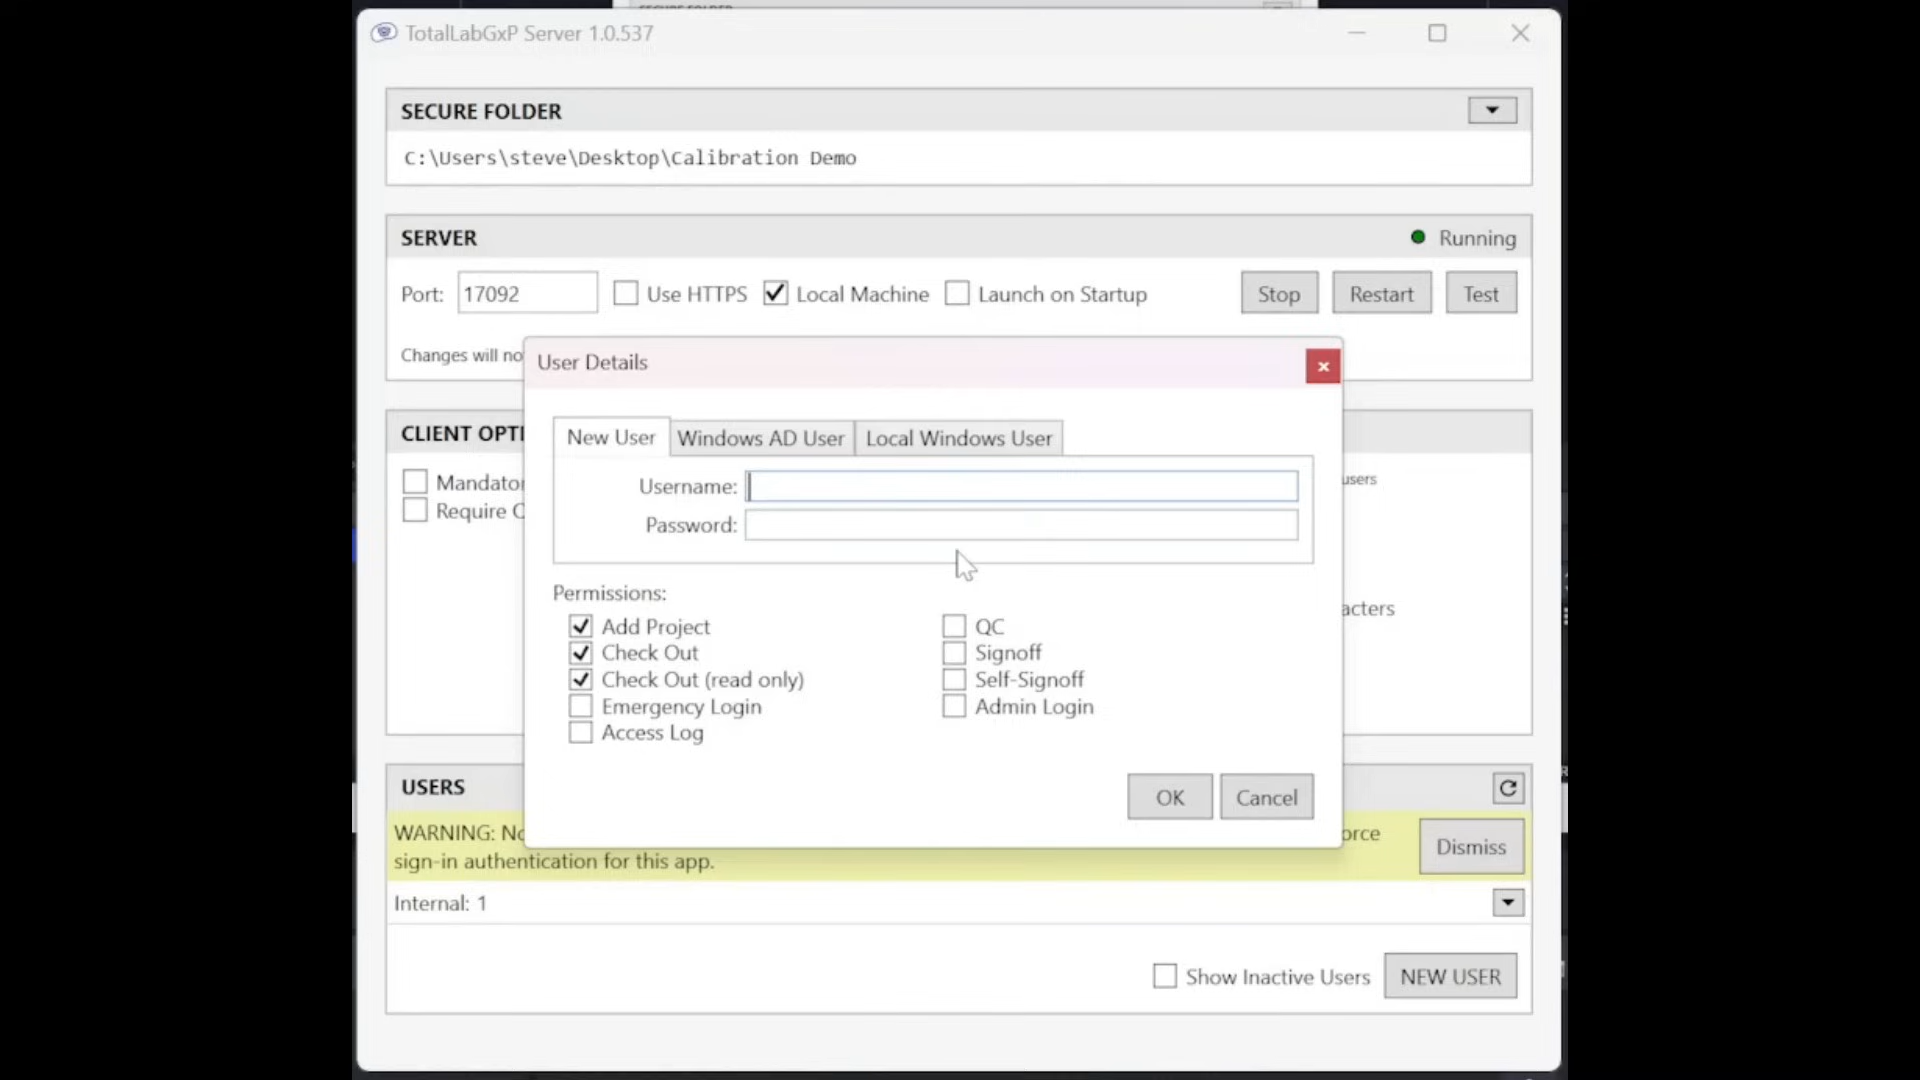 TotalLabGxP Server 1.0.537
SECURE FOLDER
C:\Users\steve\Desktop\Calibration Demo
SERVER
Running
Port: 17092 Use HTTPS Local Machine Launch on Startup Stop Restart Test
Changes will no
User Details
New User Windows AD User Local Windows User
CLIENT OPTI
Username:
Mandator
users
Require C
Password:
Permissions:
acters
Add Project QC
Check Out Signoff
Check Out (read only) Self-Signoff
Emergency Login Admin Login
Access Log
OK Cancel
USERS
WARNING: No
orce
sign-in authentication for this app.
Dismiss
Internal: 1
Show Inactive Users NEW USER